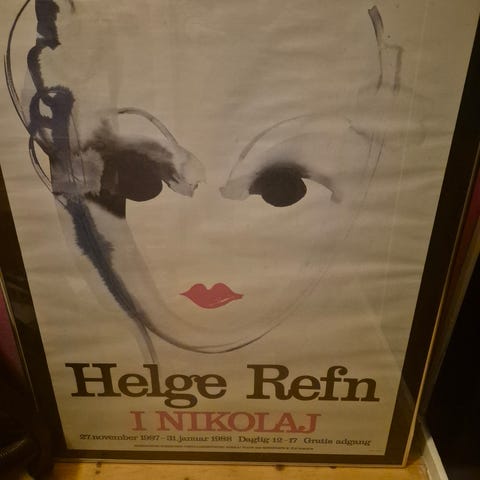 Helge Refn
I NIKOLAJ
27. november 1987 - 31. januar 1988 Daglig 12-17 Gratis adgang